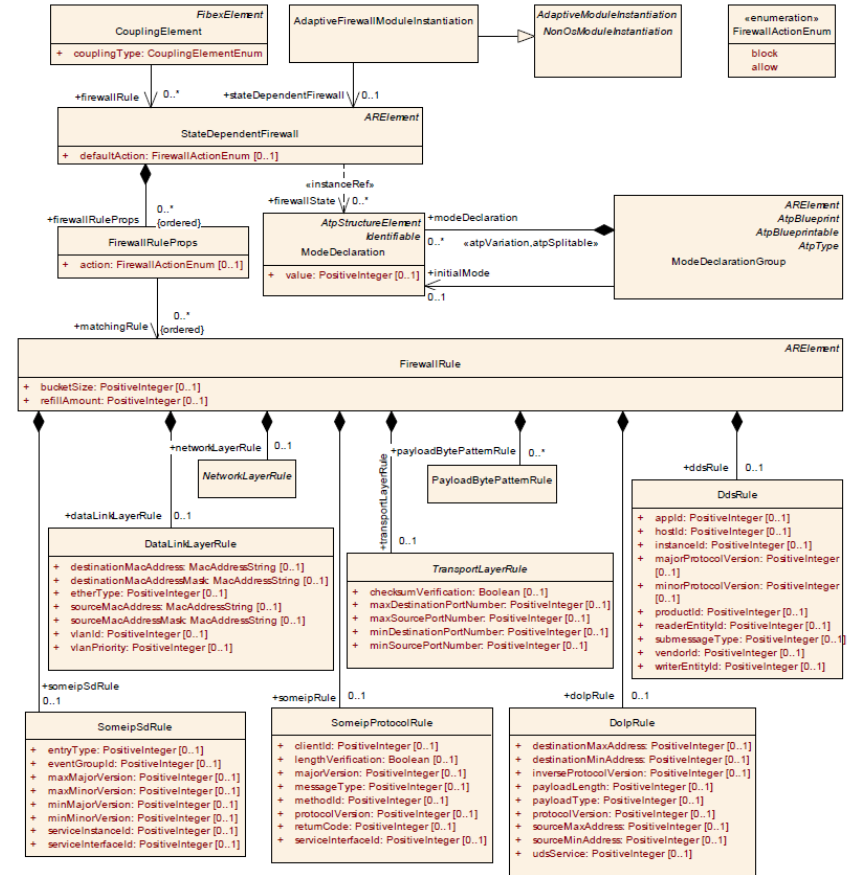 FibexElement
CouplingElement
+ couplingType: CouplingElementEnum
AdaptiveFirewallModuleInstantiation
AdaptiveModuleInstantiation
NonOsModuleInstantiation
«enumeration»
FirewallActionEnum
block
allow
+firewallRule 0..*
+stateDependentFirewall 0..1
ARElement
StateDependentFirewall
+ defaultAction: FirewallActionEnum [0..1]
«instanceRef»
+firewallState 0..*
0..*
+firewallRuleProps {ordered}
FirewallRuleProps
+ action: FirewallActionEnum [0..1]
AtpStructureElement
Identifiable
ModeDeclaration
+ value: PositiveInteger [0..1]
+modeDeclaration
0..* «atpVariation,atpSplitable»
+initialMode
0..1
ARElement
AtpBlueprint
AtpBlueprintable
AtpType
ModeDeclarationGroup
0..*
+matchingRule {ordered}
ARElement
FirewallRule
+ bucketSize: PositiveInteger [0..1]
+ refillAmount: PositiveInteger [0..1]
+networkLayerRule 0..1
NetworkLayerRule
+payloadBytePatternRule 0..*
PayloadBytePatternRule
+ddsRule 0..1
DdsRule
+ appId: PositiveInteger [0..1]
+ hostId: PositiveInteger [0..1]
+ instanceId: PositiveInteger [0..1]
+ majorProtocolVersion: PositiveInteger
[0..1]
+ minorProtocolVersion: PositiveInteger
[0..1]
+ productId: PositiveInteger [0..1]
+ readerEntityId: PositiveInteger [0..1]
+ submessageType: PositiveInteger [0..1]
+ vendorId: PositiveInteger [0..1]
+ writerEntityId: PositiveInteger [0..1]
+dataLinkLayerRule 0..1
DataLinkLayerRule
+ destinationMacAddress: MacAddressString [0..1]
+ destinationMacAddressMask: MacAddressString [0..1]
+ etherType: PositiveInteger [0..1]
+ sourceMacAddress: MacAddressString [0..1]
+ sourceMacAddressMask: MacAddressString [0..1]
+ vlanId: PositiveInteger [0..1]
+ vlanPriority: PositiveInteger [0..1]
+transportLayerRule
0..1
TransportLayerRule
+ checksumVerification: Boolean [0..1]
+ maxDestinationPortNumber: PositiveInteger [0..1]
+ maxSourcePortNumber: PositiveInteger [0..1]
+ minDestinationPortNumber: PositiveInteger [0..1]
+ minSourcePortNumber: PositiveInteger [0..1]
+someipSdRule
0..1
SomeipSdRule
+ entryType: PositiveInteger [0..1]
+ eventGroupId: PositiveInteger [0..1]
+ maxMajorVersion: PositiveInteger [0..1]
+ maxMinorVersion: PositiveInteger [0..1]
+ minMajorVersion: PositiveInteger [0..1]
+ minMinorVersion: PositiveInteger [0..1]
+ serviceInstanceId: PositiveInteger [0..1]
+ serviceInterfaceId: PositiveInteger [0..1]
+someipRule 0..1
SomeipProtocolRule
+ clientId: PositiveInteger [0..1]
+ lengthVerification: Boolean [0..1]
+ majorVersion: PositiveInteger [0..1]
+ messageType: PositiveInteger [0..1]
+ methodId: PositiveInteger [0..1]
+ protocolVersion: PositiveInteger [0..1]
+ returnCode: PositiveInteger [0..1]
+ serviceInterfaceId: PositiveInteger [0..1]
+doIpRule 0..1
DoIpRule
+ destinationMaxAddress: PositiveInteger [0..1]
+ destinationMinAddress: PositiveInteger [0..1]
+ inverseProtocolVersion: PositiveInteger [0..1]
+ payloadLength: PositiveInteger [0..1]
+ payloadType: PositiveInteger [0..1]
+ protocolVersion: PositiveInteger [0..1]
+ sourceMaxAddress: PositiveInteger [0..1]
+ sourceMinAddress: PositiveInteger [0..1]
+ udsService: PositiveInteger [0..1]